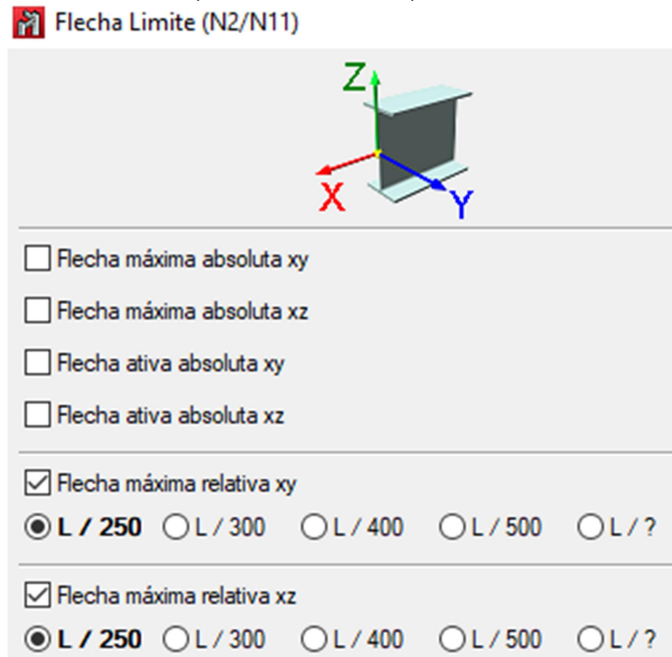 Flecha Limite (N2/N11)
Z
X
Y
Flecha máxima absoluta xy
Flecha máxima absoluta xz
Flecha ativa absoluta xy
Flecha ativa absoluta xz
Flecha máxima relativa xy
L / 250 L / 300 L / 400 L / 500 L / ?
Flecha máxima relativa xz
L / 250 L / 300 L / 400 L / 500 L / ?